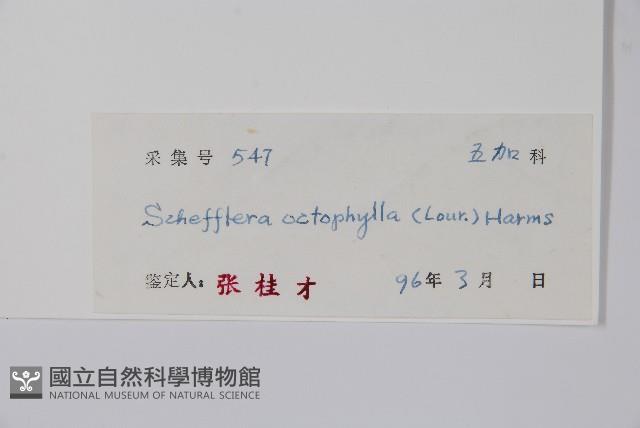 采集号 547 五加科
Schefflera octophylla (Lour.) Harms
鉴定人: 张桂才 96年3月 日
國立自然科學博物館
NATIONAL MUSEUM OF NATURAL SCIENCE